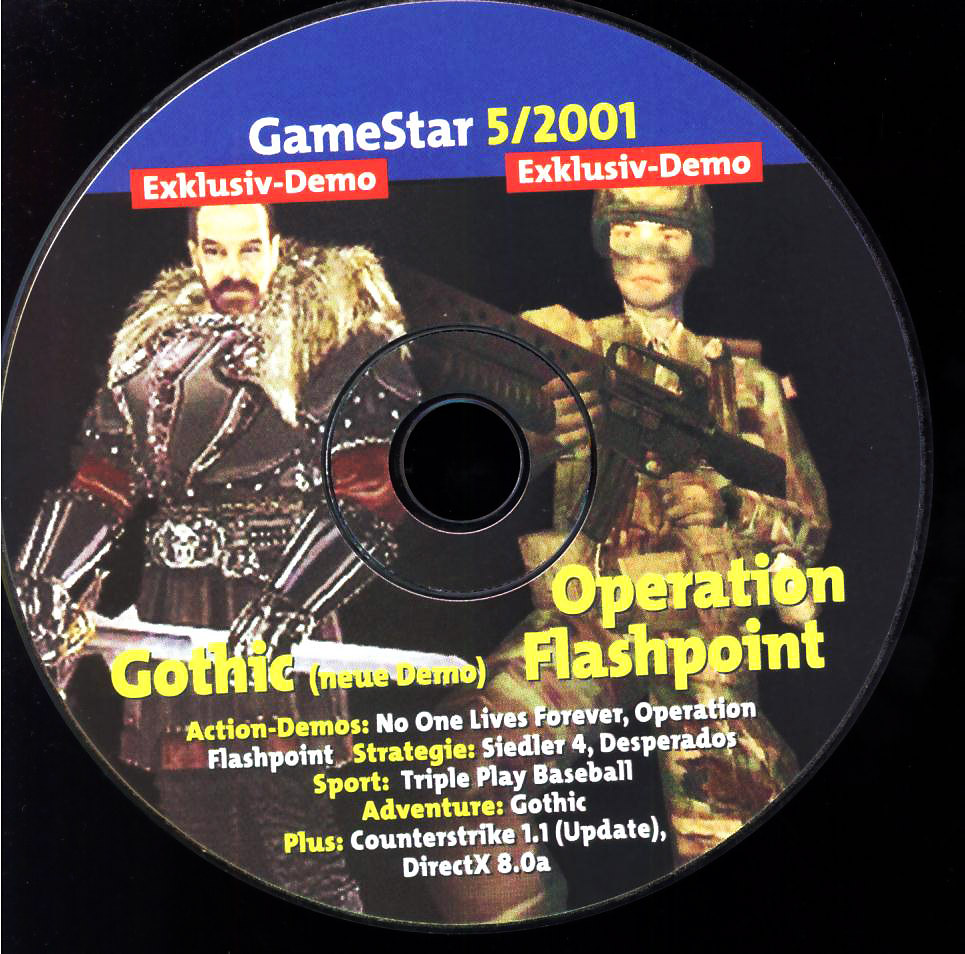 GameStar 5/2001
Exklusiv-Demo
Exklusiv-Demo
Operation
Flashpoint
Gothic (neue Demo)
Action-Demos: No One Lives Forever, Operation
Flashpoint Strategie: Siedler 4, Desperados
Sport: Triple Play Baseball
Adventure: Gothic
Plus: Counterstrike 1.1 (Update),
DirectX 8.0a